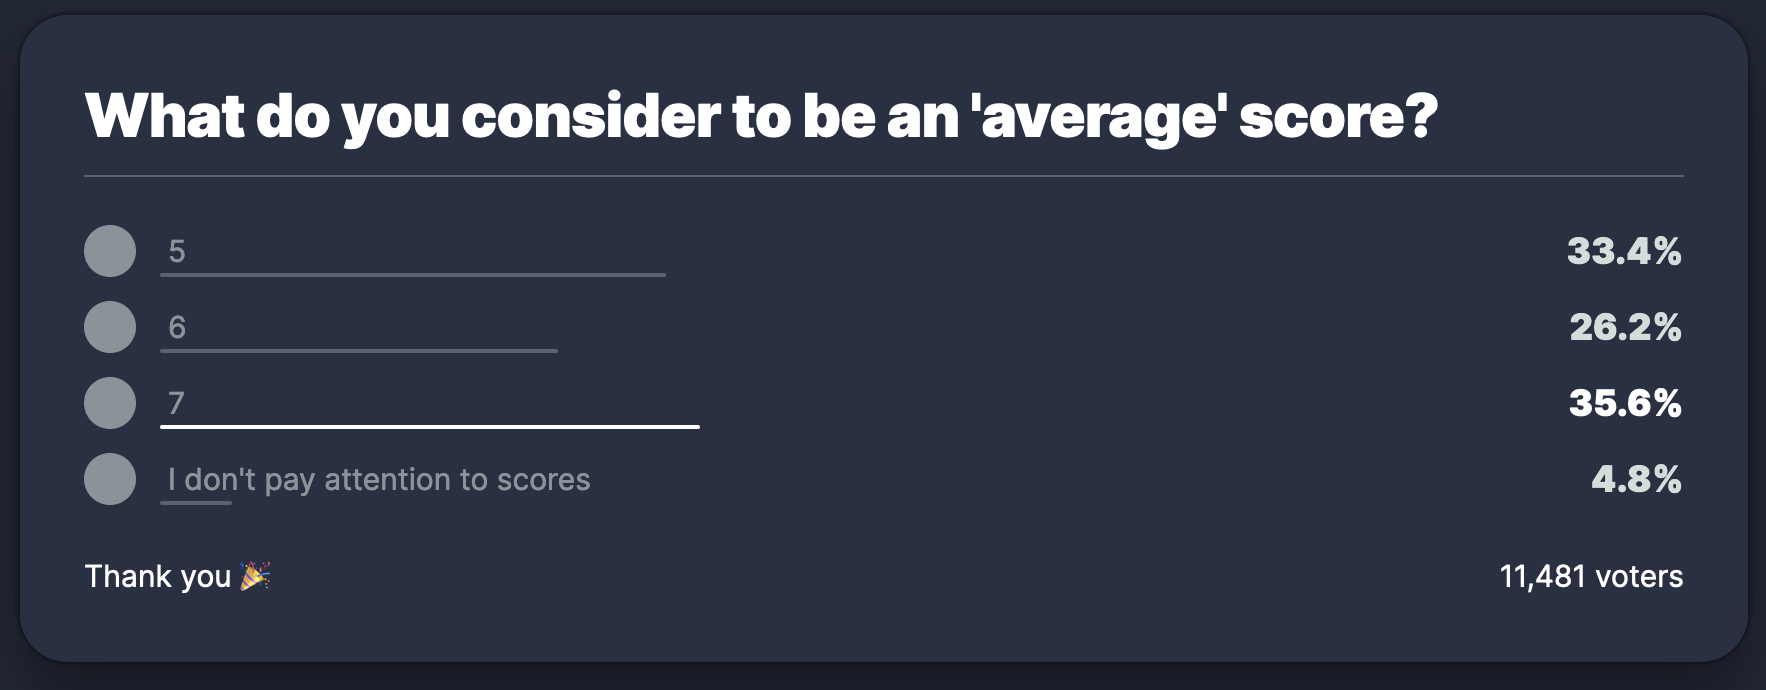 What do you consider to be an 'average' score?
5 33.4%
6 26.2%
7 35.6%
I don't pay attention to scores 4.8%
Thank you 🎉 11,481 voters